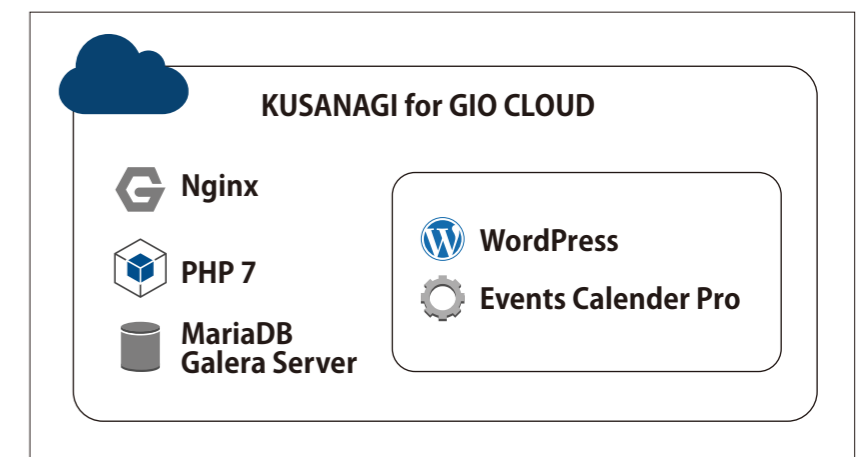 KUSANAGI for GIO CLOUD
Nginx
PHP 7
MariaDB
Galera Server
WordPress
Events Calender Pro